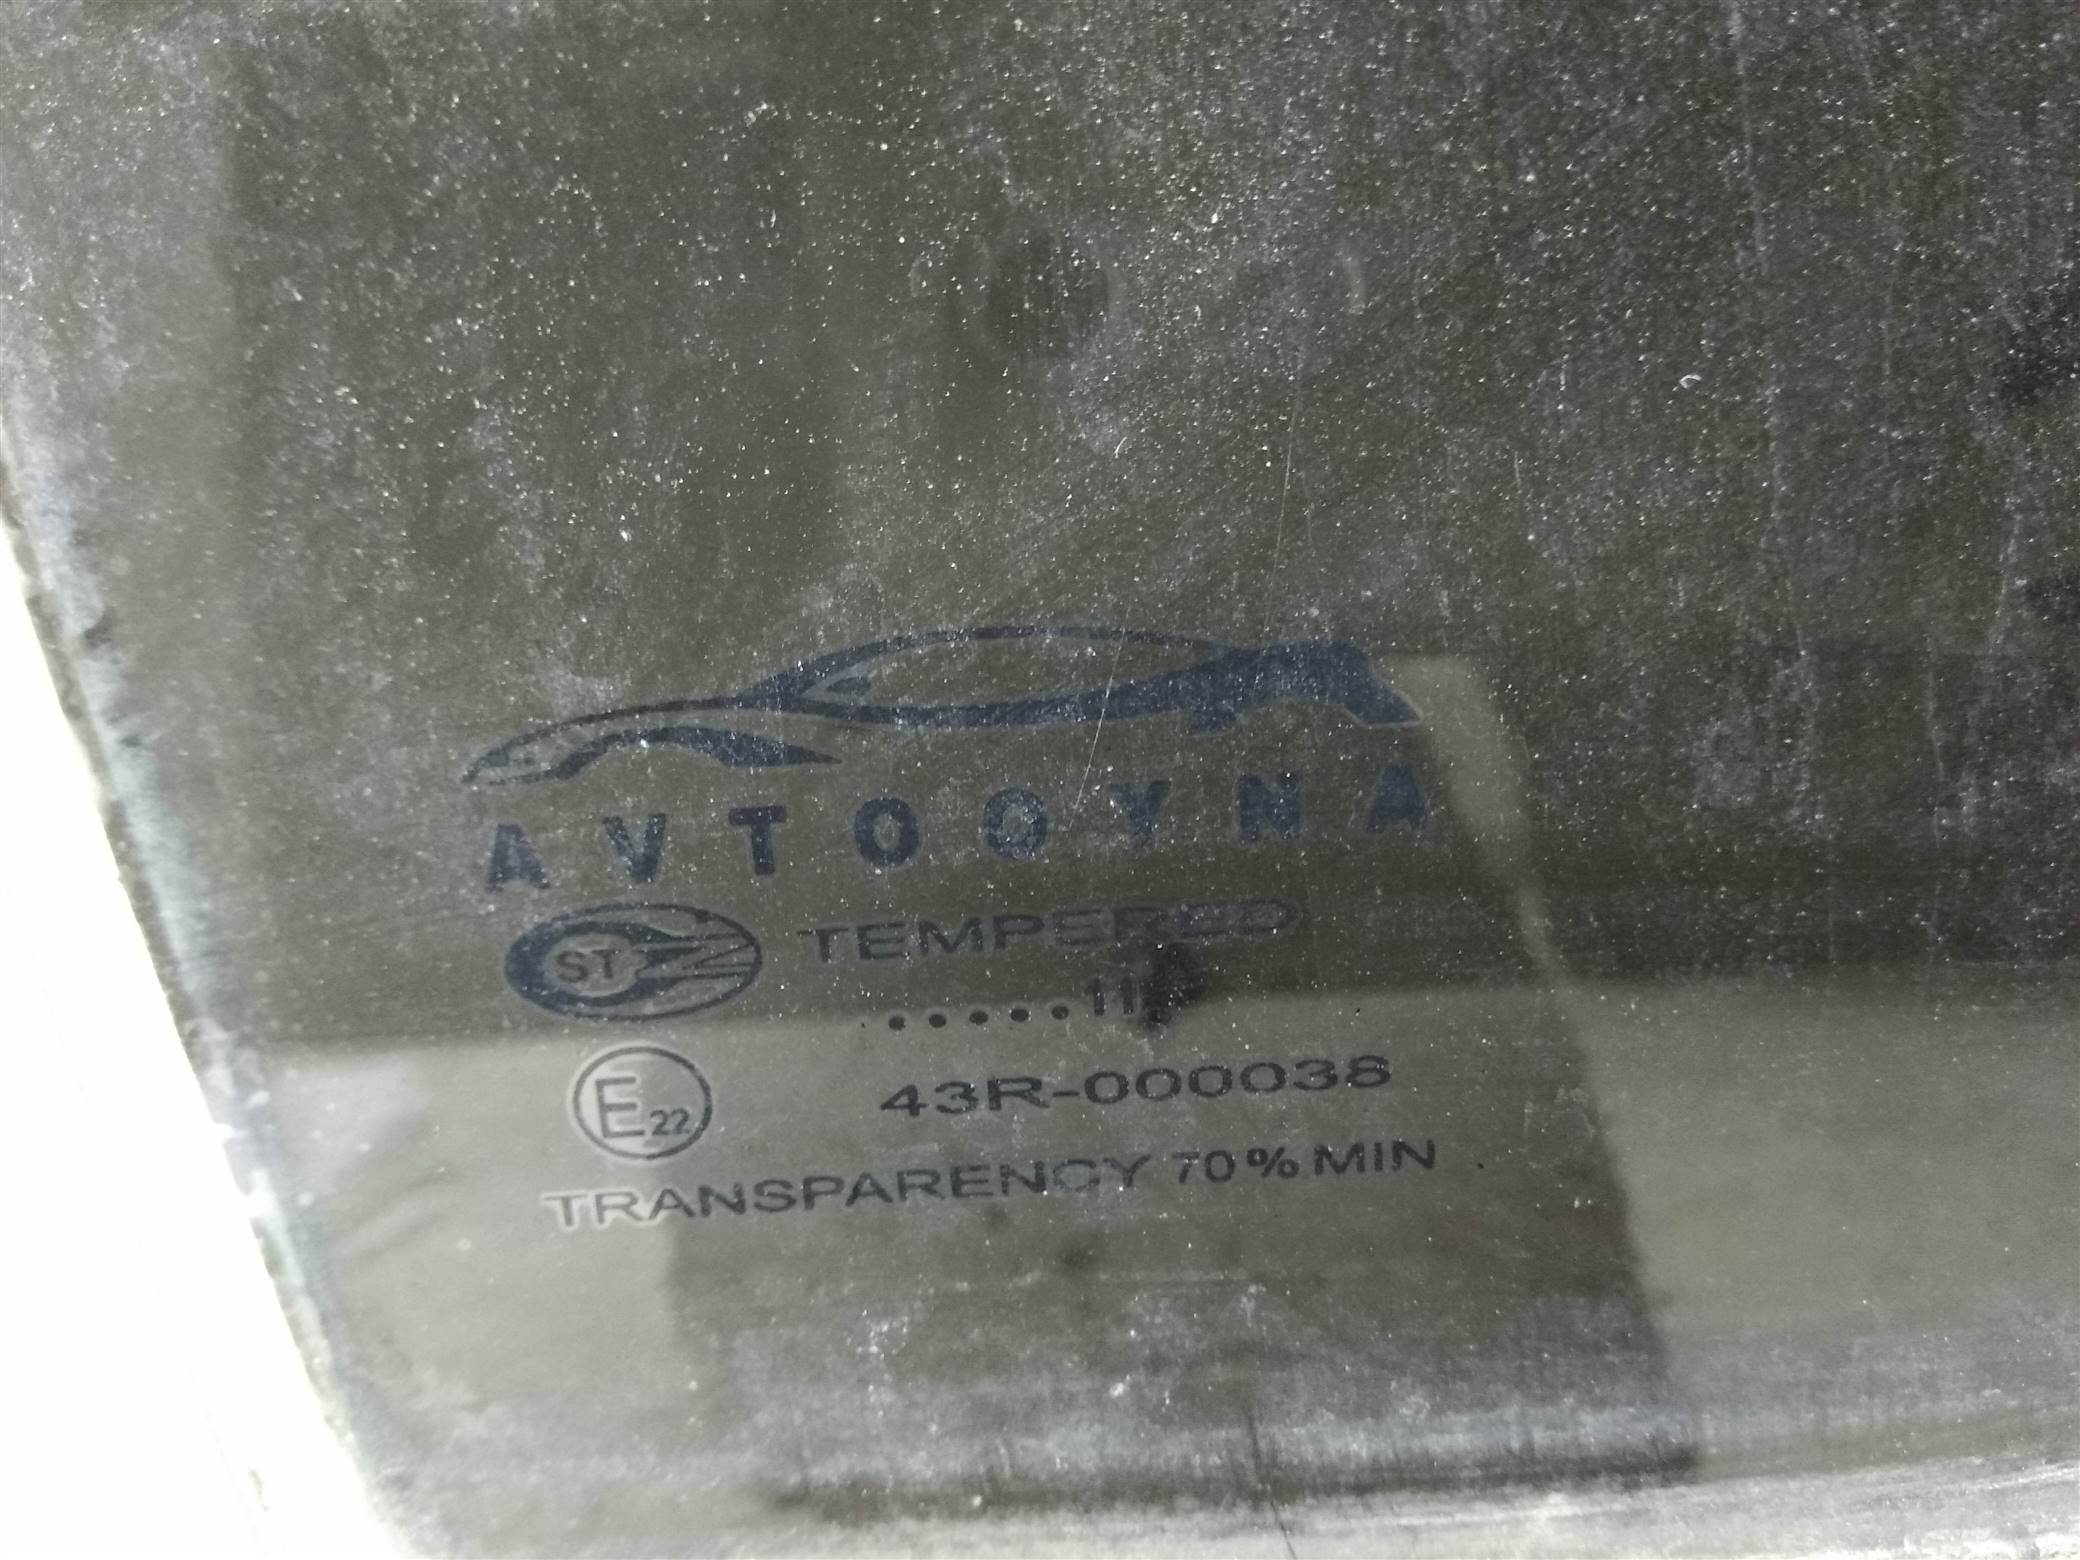 AVTOOYNA
ST TEMPERED
.....11
E22 43R-000038
TRANSPARENCY 70% MIN